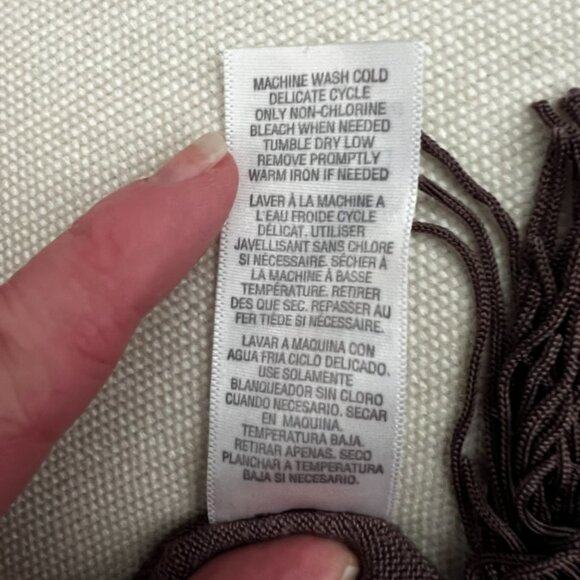 MACHINE WASH COLD
DELICATE CYCLE
ONLY NON-CHLORINE
BLEACH WHEN NEEDED
TUMBLE DRY LOW
REMOVE PROMPTLY
WARM IRON IF NEEDED
LAVER À LA MACHINE A
L'EAU FROIDE CYCLE
DÉLICAT. UTILISER
JAVELLISANT SANS CHLORE
SI NÉCESSAIRE. SÉCHER À
LA MACHINE À BASSE
TEMPÉRATURE. RETIRER
DES QUE SEC. REPASSER AU
FER TIÈDE SI NÉCESSAIRE.
LAVAR A MAQUINA CON
AGUA FRIA CICLO DELICADO.
USE SOLAMENTE
BLANQUEADOR SIN CLORO
CUANDO NECESARIO. SECAR
EN MAQUINA.
TEMPERATURA BAJA.
RETIRAR APENAS. SECO
PLANCHAR A TEMPERATURA
BAJA SI NECESARIO.